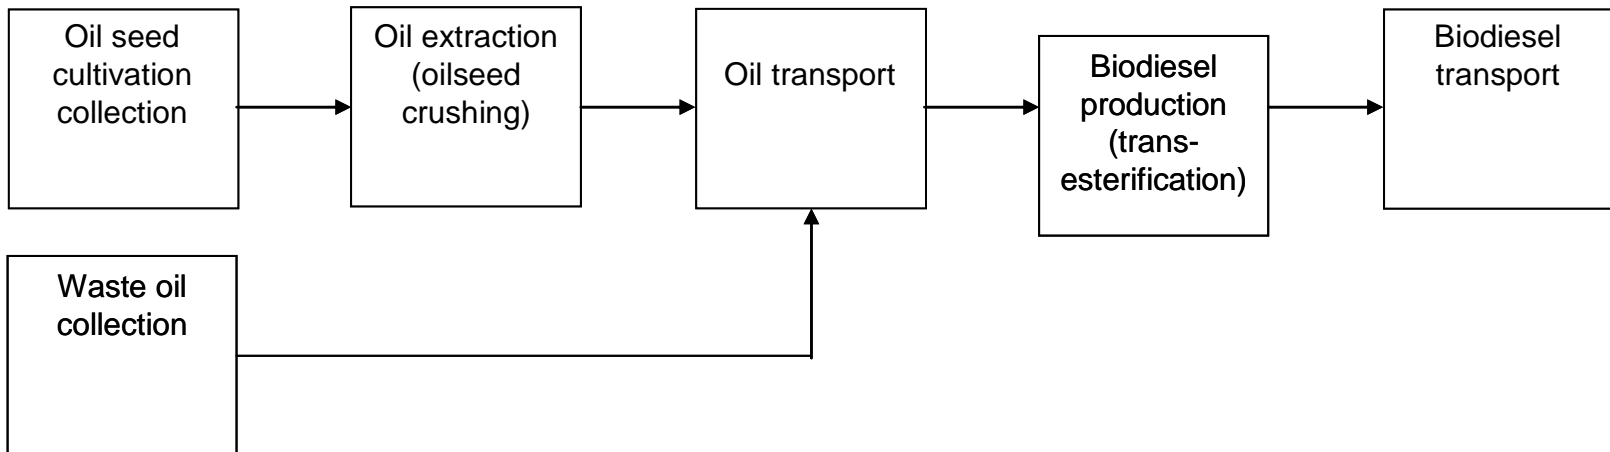 Oil seed
cultivation
collection
Oil extraction
(oilseed
crushing)
Oil transport
Biodiesel
production
(trans-
esterification)
Biodiesel
transport
Waste oil
collection